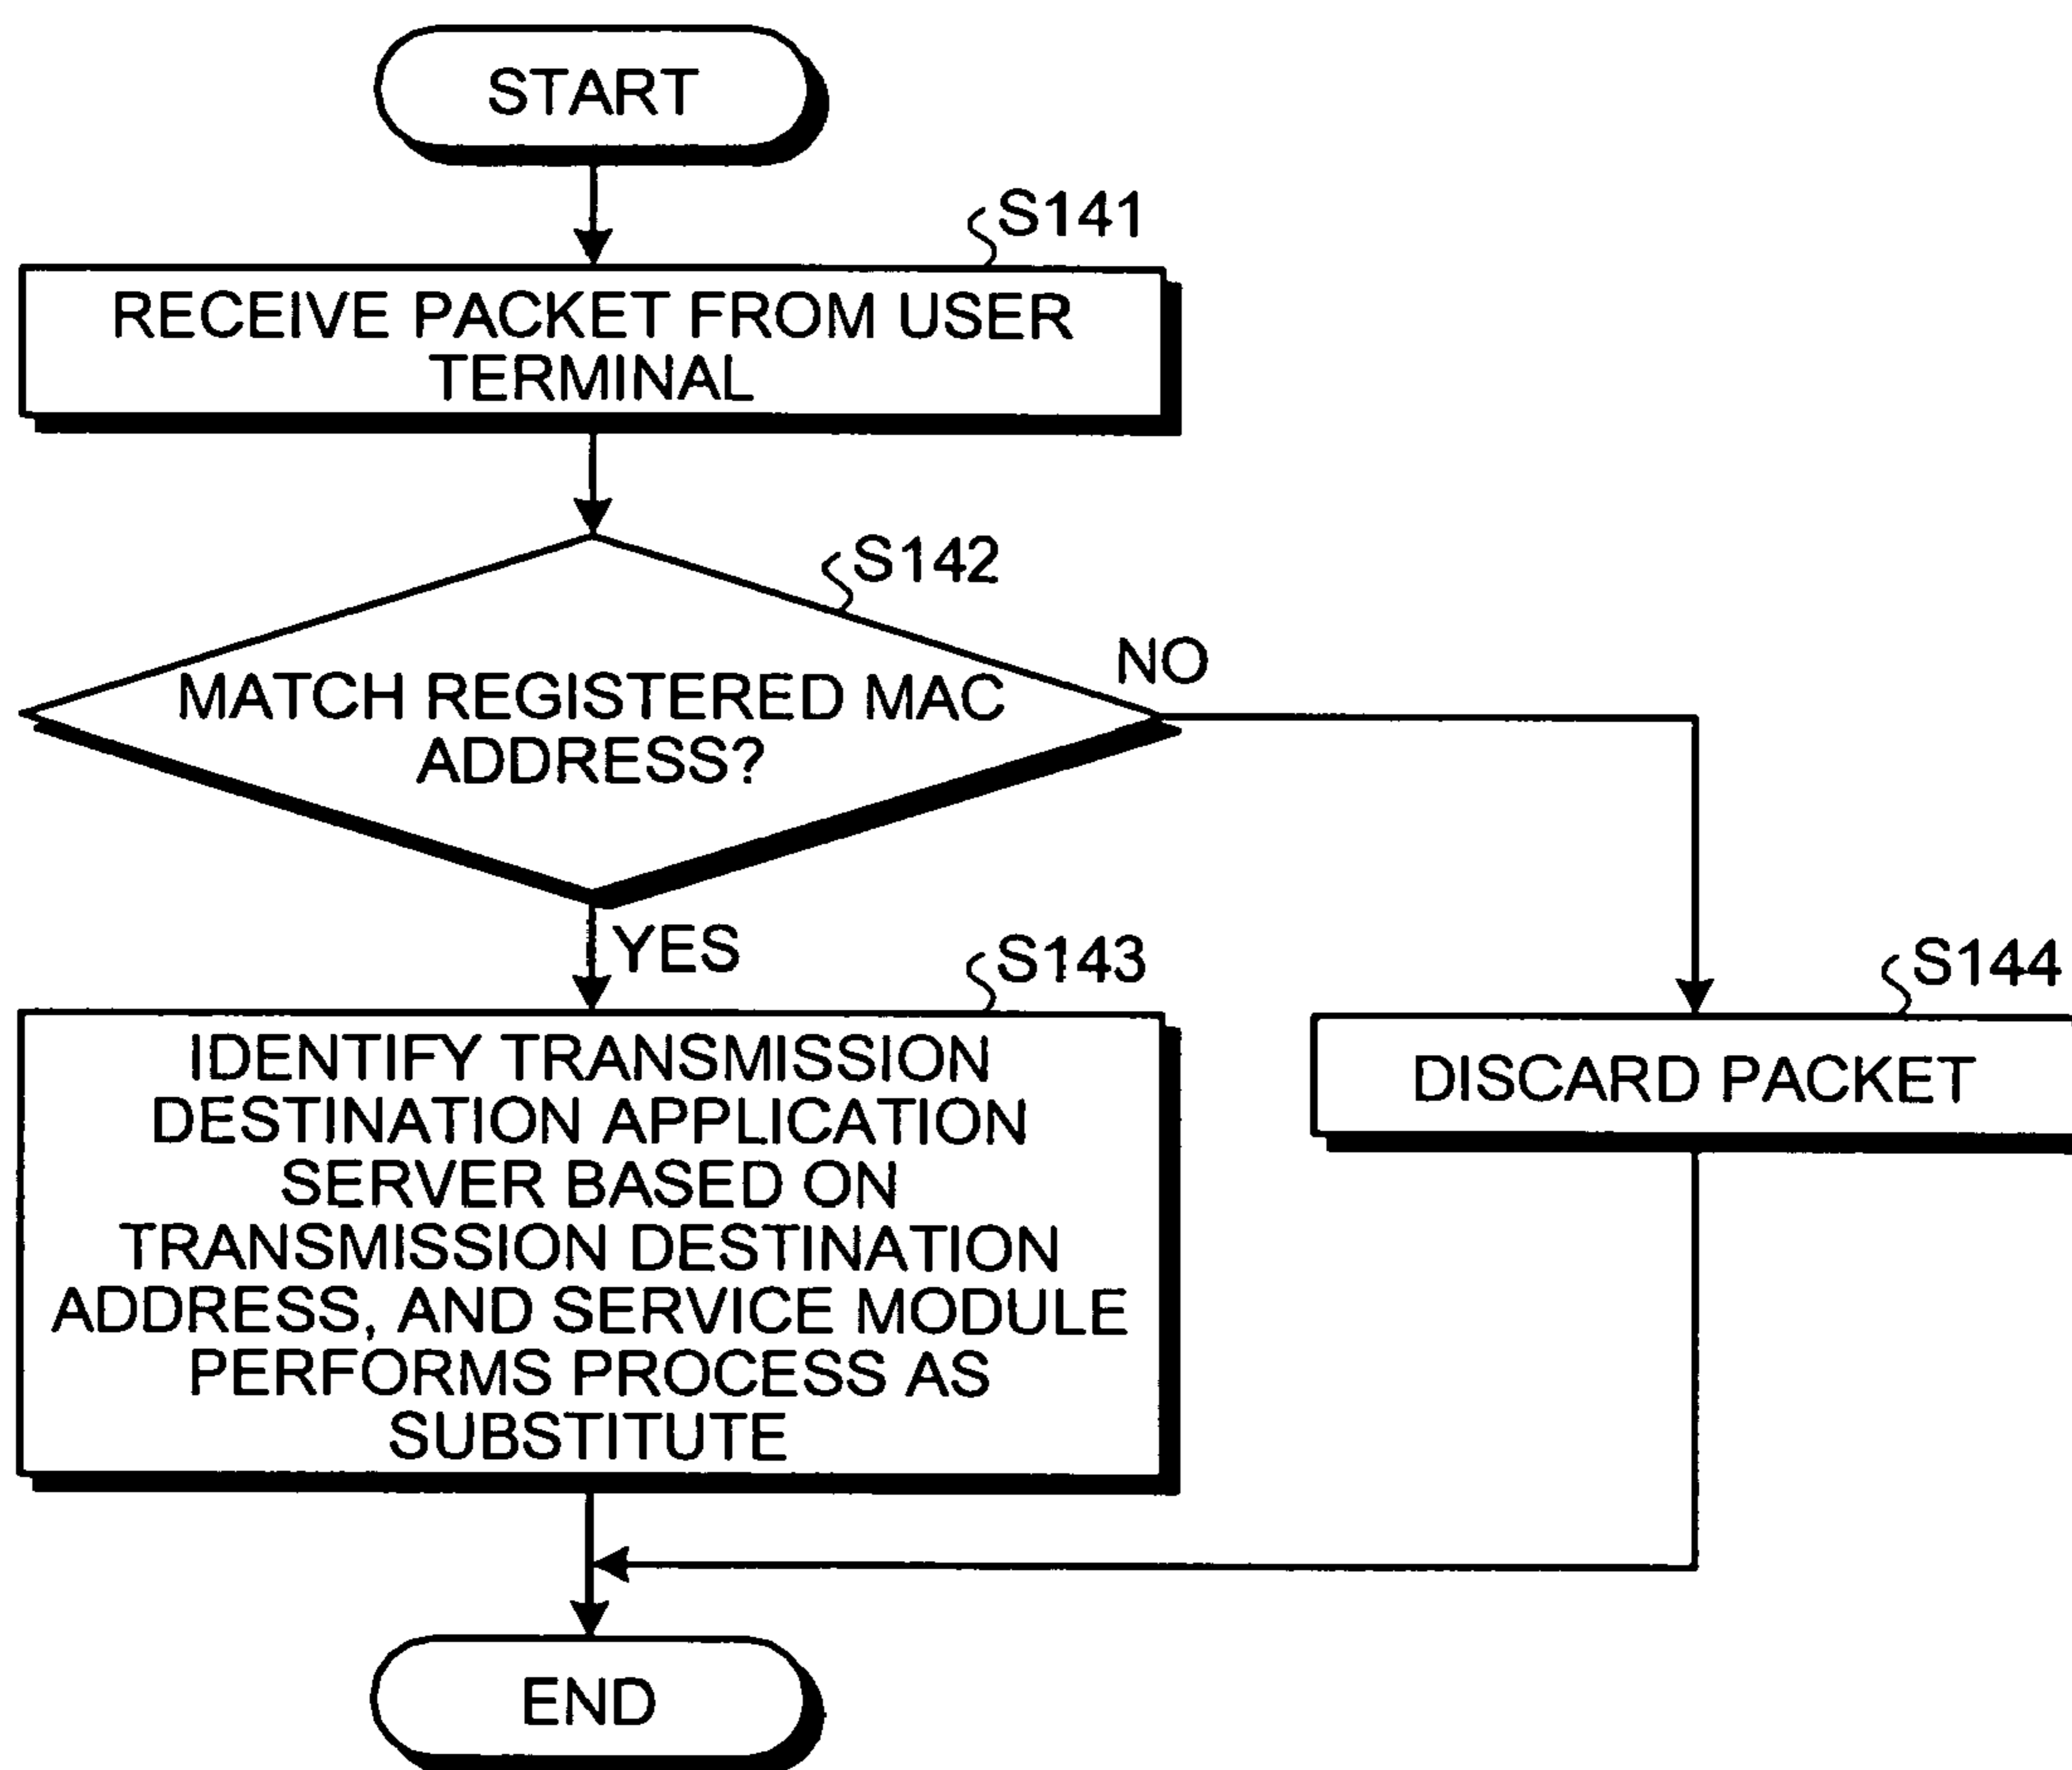 START
S141
RECEIVE PACKET FROM USER
TERMINAL
S142
MATCH REGISTERED MAC
ADDRESS?
NO
YES
S143
IDENTIFY TRANSMISSION
DESTINATION APPLICATION
SERVER BASED ON
TRANSMISSION DESTINATION
ADDRESS, AND SERVICE MODULE
PERFORMS PROCESS AS
SUBSTITUTE
S144
DISCARD PACKET
END